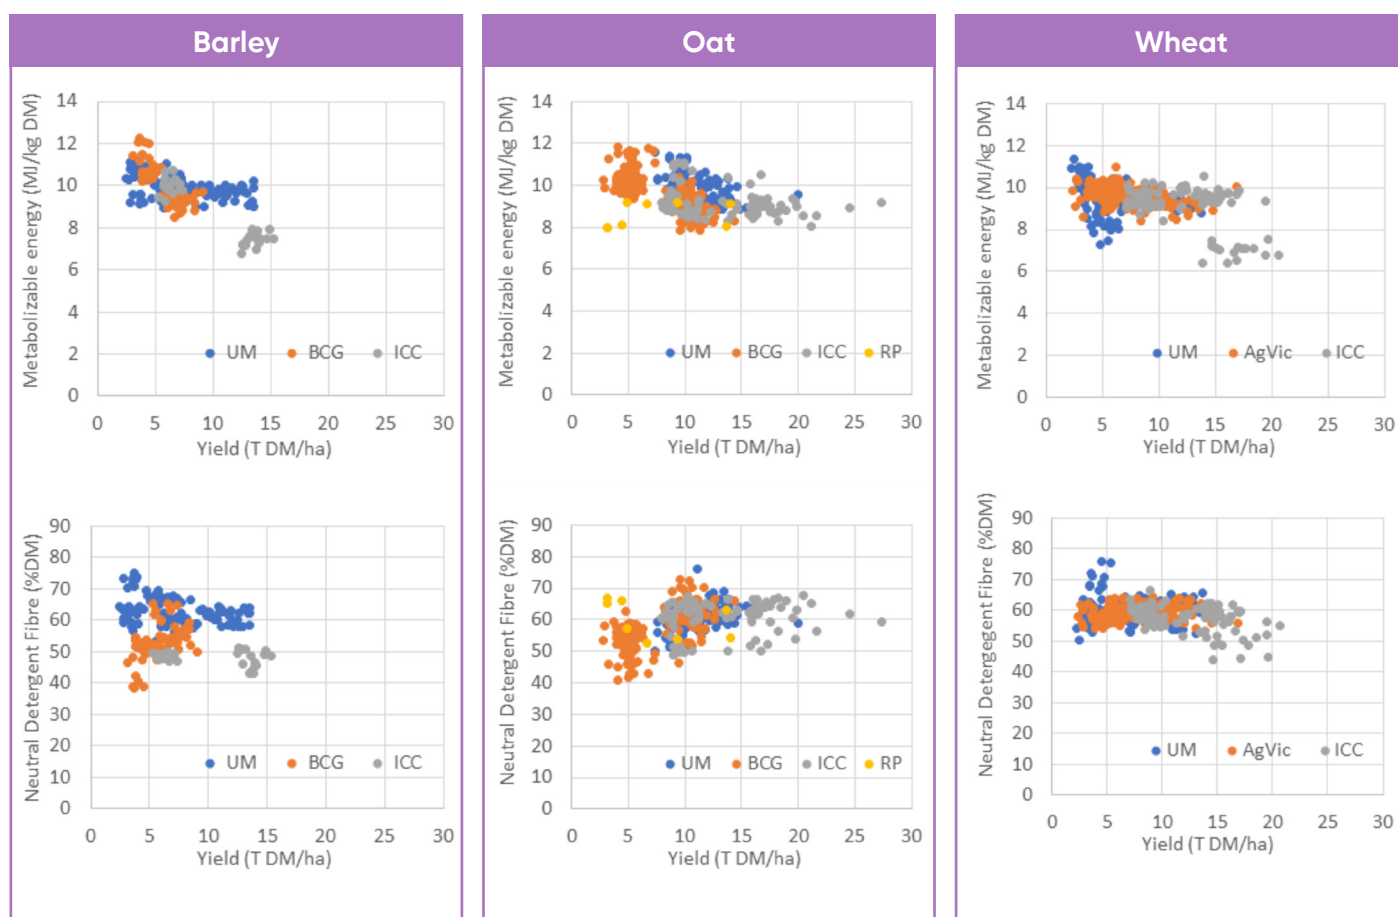 Barley
Metabolizable energy (MJ/kg DM)
14
12
10
8
6
4
2
0
UM BCG ICC
0 5 10 15 20 25 30
Yield (T DM/ha)
Neutral Detergent Fibre (%DM)
90
80
70
60
50
40
30
20
10
0
UM BCG ICC
0 5 10 15 20 25 30
Yield (T DM/ha)
Oat
Metabolizable energy (MJ/kg DM)
14
12
10
8
6
4
2
0
UM BCG ICC RP
0 5 10 15 20 25 30
Yield (T DM/ha)
Neutral Detergent Fibre (%DM)
90
80
70
60
50
40
30
20
10
0
UM BCG ICC RP
0 5 10 15 20 25 30
Yield (T DM/ha)
Wheat
Metabolizable energy (MJ/kg DM)
14
12
10
8
6
4
2
0
UM AgVic ICC
0 5 10 15 20 25 30
Yield (T DM/ha)
Neutral Detegegent Fibre (%DM)
90
80
70
60
50
40
30
20
10
0
UM AgVic ICC
0 5 10 15 20 25 30
Yield (T DM/ha)